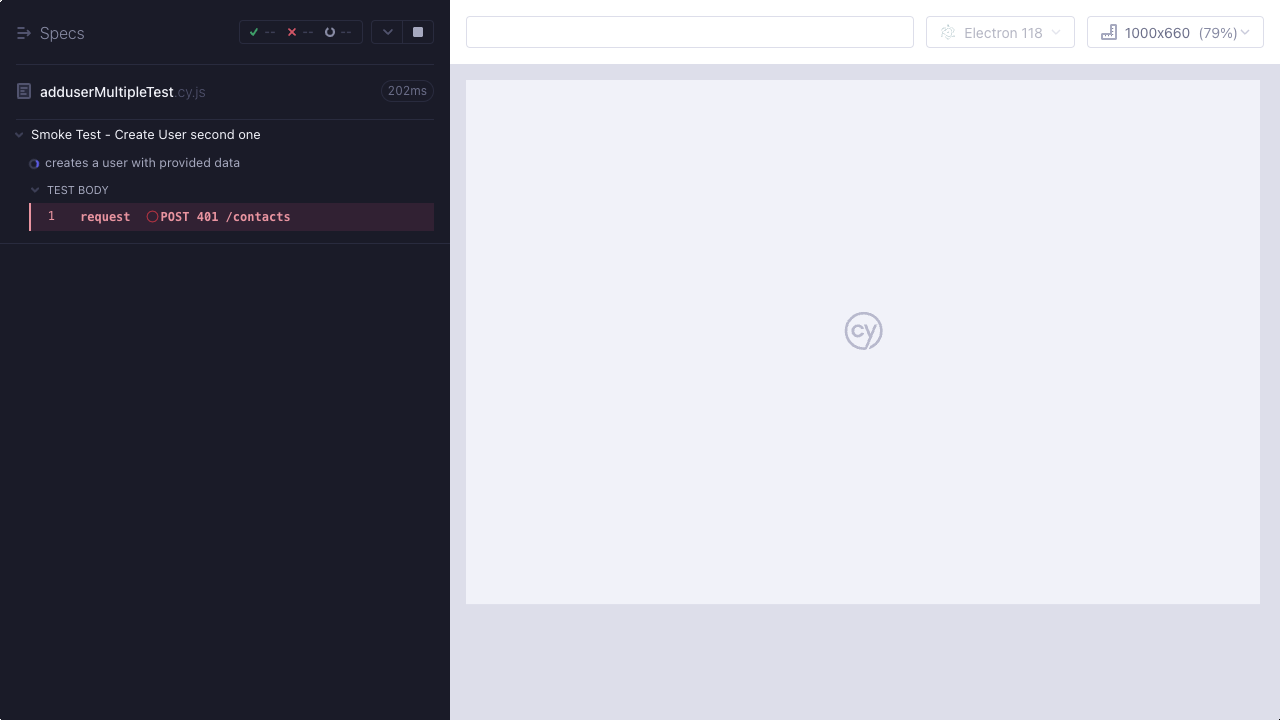 Specs
--
--
--
Electron 118
1000x660 (79%)
adduserMultipleTest.cy.js
202ms
Smoke Test - Create User second one
creates a user with provided data
TEST BODY
1 request POST 401 /contacts
cy